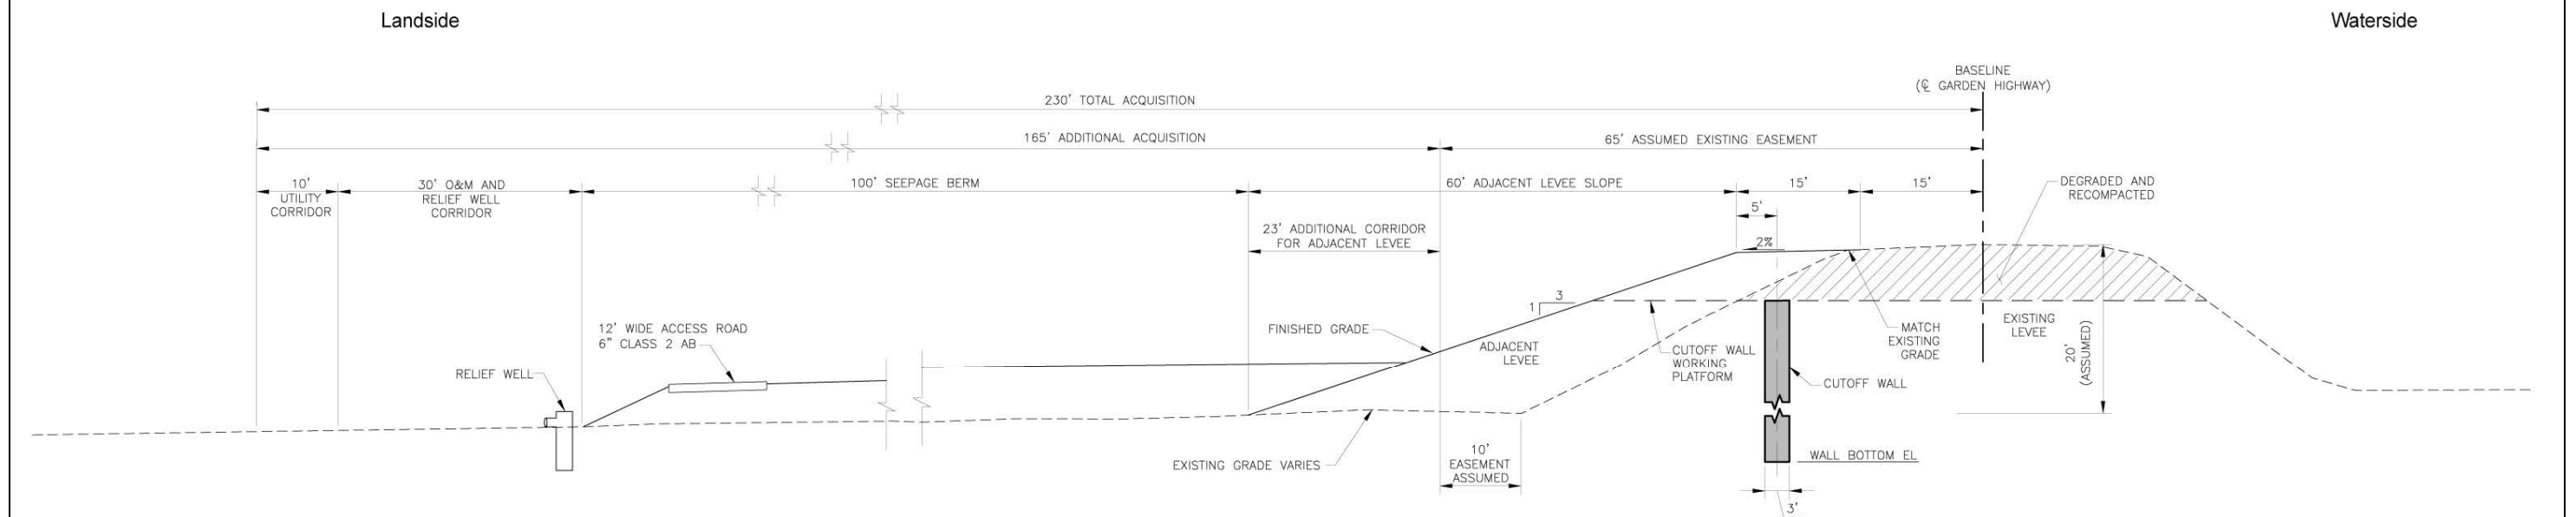 Landside
Waterside
BASELINE
(℄ GARDEN HIGHWAY)
230' TOTAL ACQUISITION
165' ADDITIONAL ACQUISITION
65' ASSUMED EXISTING EASEMENT
10'
UTILITY
CORRIDOR
30' O&M AND
RELIEF WELL
CORRIDOR
100' SEEPAGE BERM
60' ADJACENT LEVEE SLOPE
15'
15'
DEGRADED AND
RECOMPACTED
5'
23' ADDITIONAL CORRIDOR
FOR ADJACENT LEVEE
2%
3
1
12' WIDE ACCESS ROAD
6" CLASS 2 AB
FINISHED GRADE
ADJACENT
LEVEE
CUTOFF WALL
WORKING
PLATFORM
MATCH
EXISTING
GRADE
EXISTING
LEVEE
20'
(ASSUMED)
RELIEF WELL
CUTOFF WALL
EXISTING GRADE VARIES
10'
EASEMENT
ASSUMED
WALL BOTTOM EL
3'